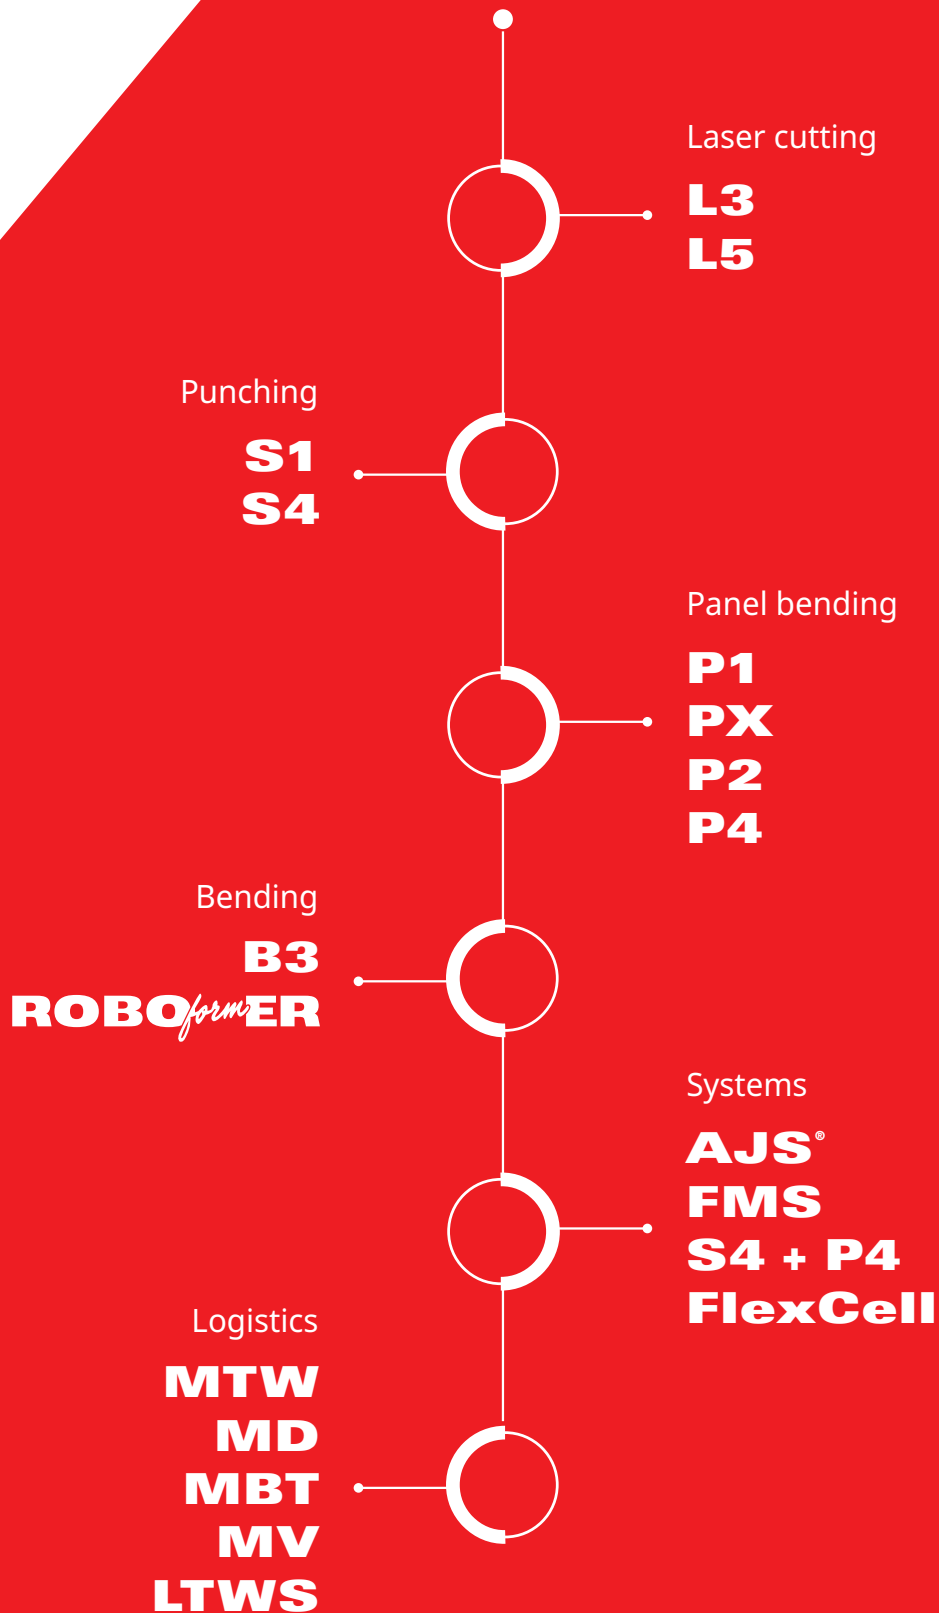 Laser cutting
L3
L5
Punching
S1
S4
Panel bending
P1
PX
P2
P4
Bending
B3
ROBOformER
Systems
AJS®
FMS
S4 + P4
FlexCell
Logistics
MTW
MD
MBT
MV
LTWS